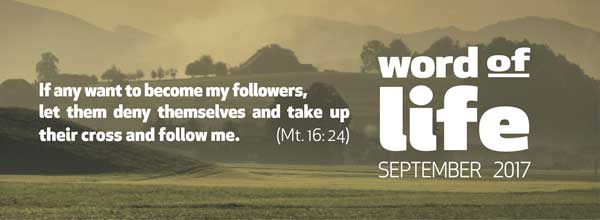 If any want to become my followers,
let them deny themselves and take up
their cross and follow me. (Mt. 16: 24)
word of
life
SEPTEMBER 2017